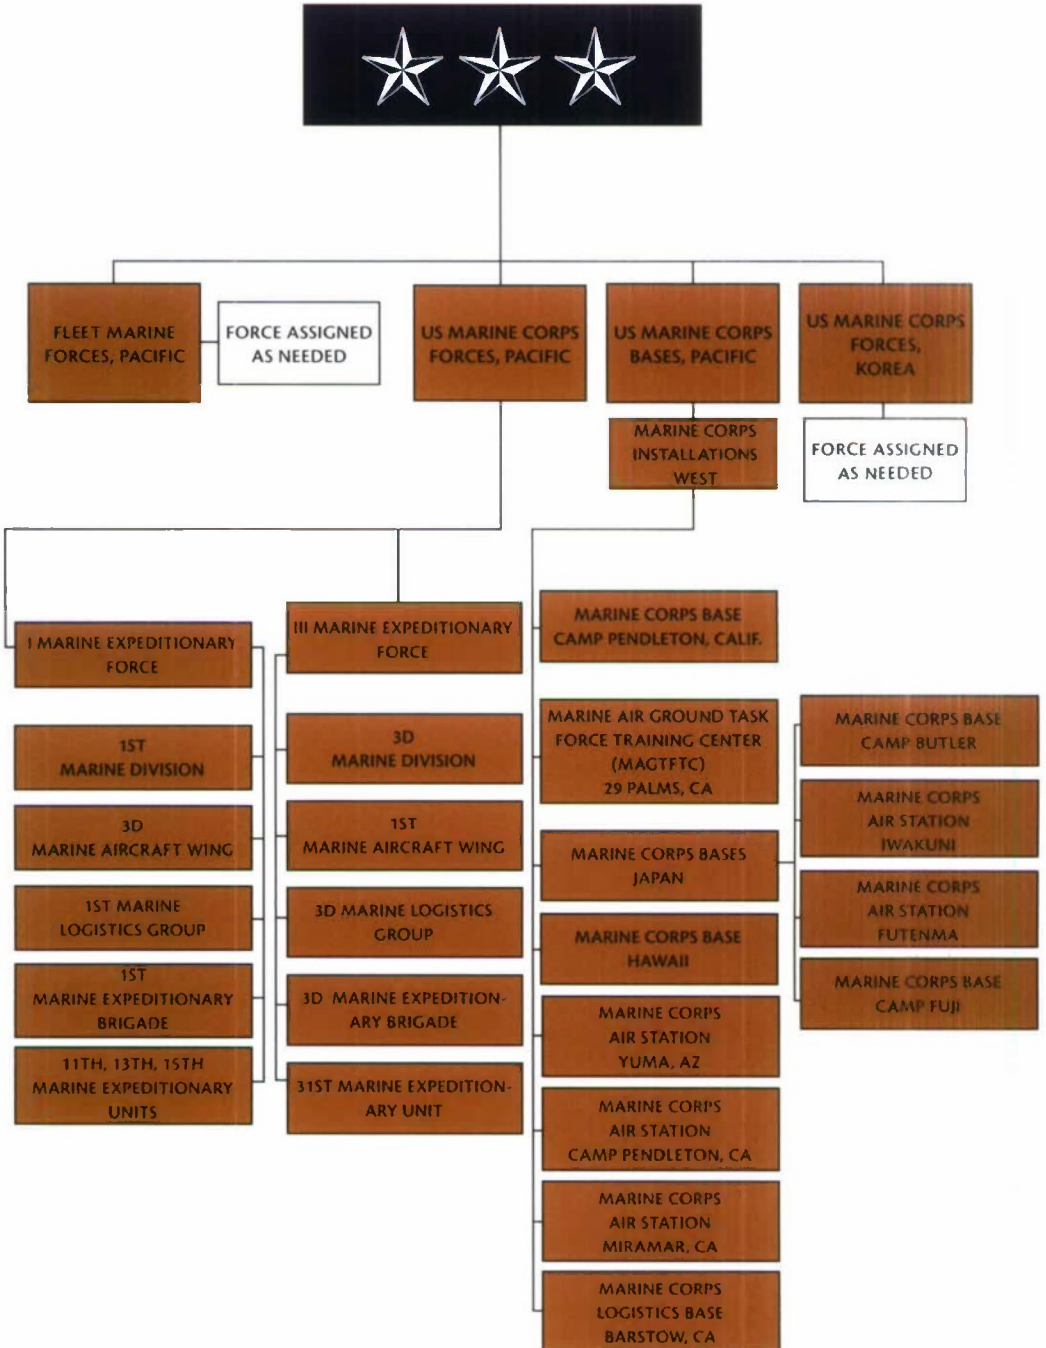 FLEET MARINE
FORCES, PACIFIC
FORCE ASSIGNED
AS NEEDED
US MARINE CORPS
FORCES, PACIFIC
US MARINE CORPS
BASES, PACIFIC
US MARINE CORPS
FORCES,
KOREA
MARINE CORPS
INSTALLATIONS
WEST
FORCE ASSIGNED
AS NEEDED
I MARINE EXPEDITIONARY
FORCE
1ST
MARINE DIVISION
3D
MARINE AIRCRAFT WING
1ST MARINE
LOGISTICS GROUP
1ST
MARINE EXPEDITIONARY
BRIGADE
11TH, 13TH, 15TH
MARINE EXPEDITIONARY
UNITS
III MARINE EXPEDITIONARY
FORCE
3D
MARINE DIVISION
1ST
MARINE AIRCRAFT WING
3D MARINE LOGISTICS
GROUP
3D MARINE EXPEDITION-
ARY BRIGADE
31ST MARINE EXPEDITION-
ARY UNIT
MARINE CORPS BASE
CAMP PENDLETON, CALIF.
MARINE AIR GROUND TASK
FORCE TRAINING CENTER
(MAGTFTC)
29 PALMS, CA
MARINE CORPS BASES
JAPAN
MARINE CORPS BASE
HAWAII
MARINE CORPS
AIR STATION
YUMA, AZ
MARINE CORPS
AIR STATION
CAMP PENDLETON, CA
MARINE CORPS
AIR STATION
MIRAMAR, CA
MARINE CORPS
LOGISTICS BASE
BARSTOW, CA
MARINE CORPS BASE
CAMP BUTLER
MARINE CORPS
AIR STATION
IWAKUNI
MARINE CORPS
AIR STATION
FUTENMA
MARINE CORPS BASE
CAMP FUJI